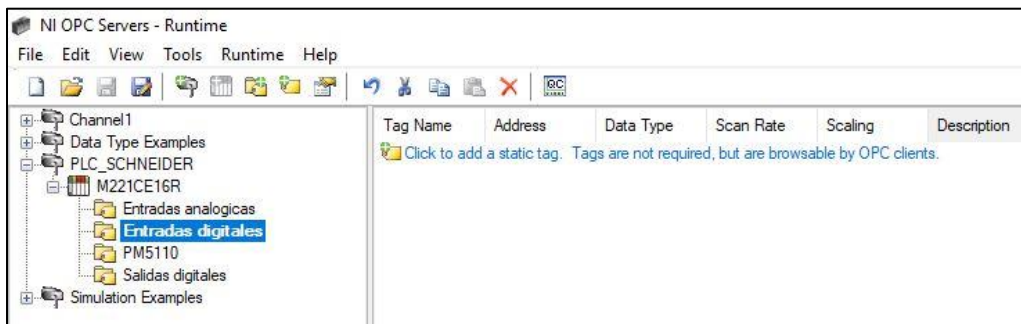 NI OPC Servers - Runtime
File Edit View Tools Runtime Help
QC
Channel1
Data Type Examples
PLC_SCHNEIDER
M221CE16R
Entradas analogicas
Entradas digitales
PM5110
Salidas digitales
Simulation Examples
Tag Name Address Data Type Scan Rate Scaling Description
Click to add a static tag. Tags are not required, but are browsable by OPC clients.